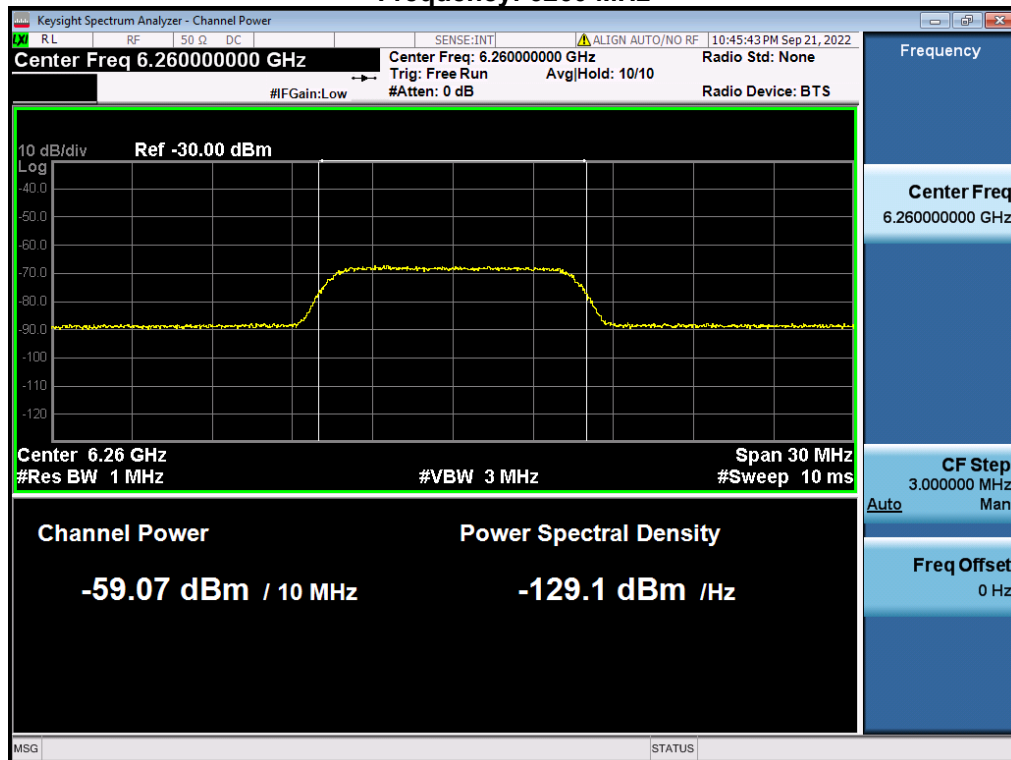 Keysight Spectrum Analyzer - Channel Power
LXI RL RF 50 Ω DC SENSE:INT ALIGN AUTO/NO RF 10:45:43 PM Sep 21, 2022
Center Freq 6.260000000 GHz
Center Freq: 6.260000000 GHz Radio Std: None
Trig: Free Run Avg|Hold: 10/10
#IFGain:Low #Atten: 0 dB Radio Device: BTS
10 dB/div Ref -30.00 dBm
Log
-40.0
-50.0
-60.0
-70.0
-80.0
-90.0
-100
-110
-120
Center 6.26 GHz Span 30 MHz
#Res BW 1 MHz #VBW 3 MHz #Sweep 10 ms
Channel Power Power Spectral Density
-59.07 dBm / 10 MHz -129.1 dBm /Hz
MSG STATUS
Frequency
Center Freq
6.260000000 GHz
CF Step
3.000000 MHz
Auto Man
Freq Offset
0 Hz